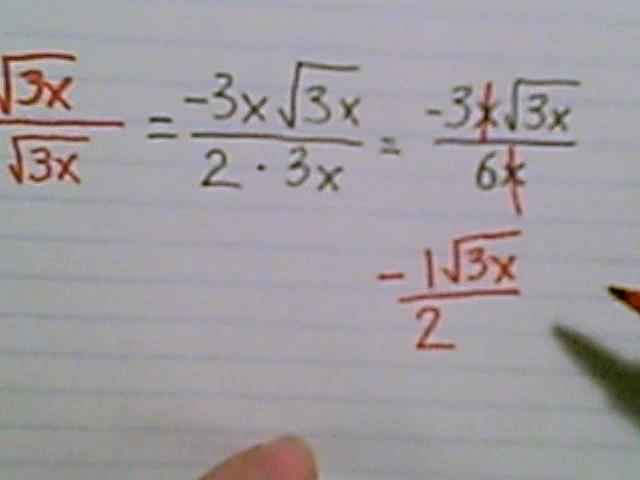 √3x/√3x = -3x√3x/2 · 3x = -3x√3x/6x
-1√3x/2